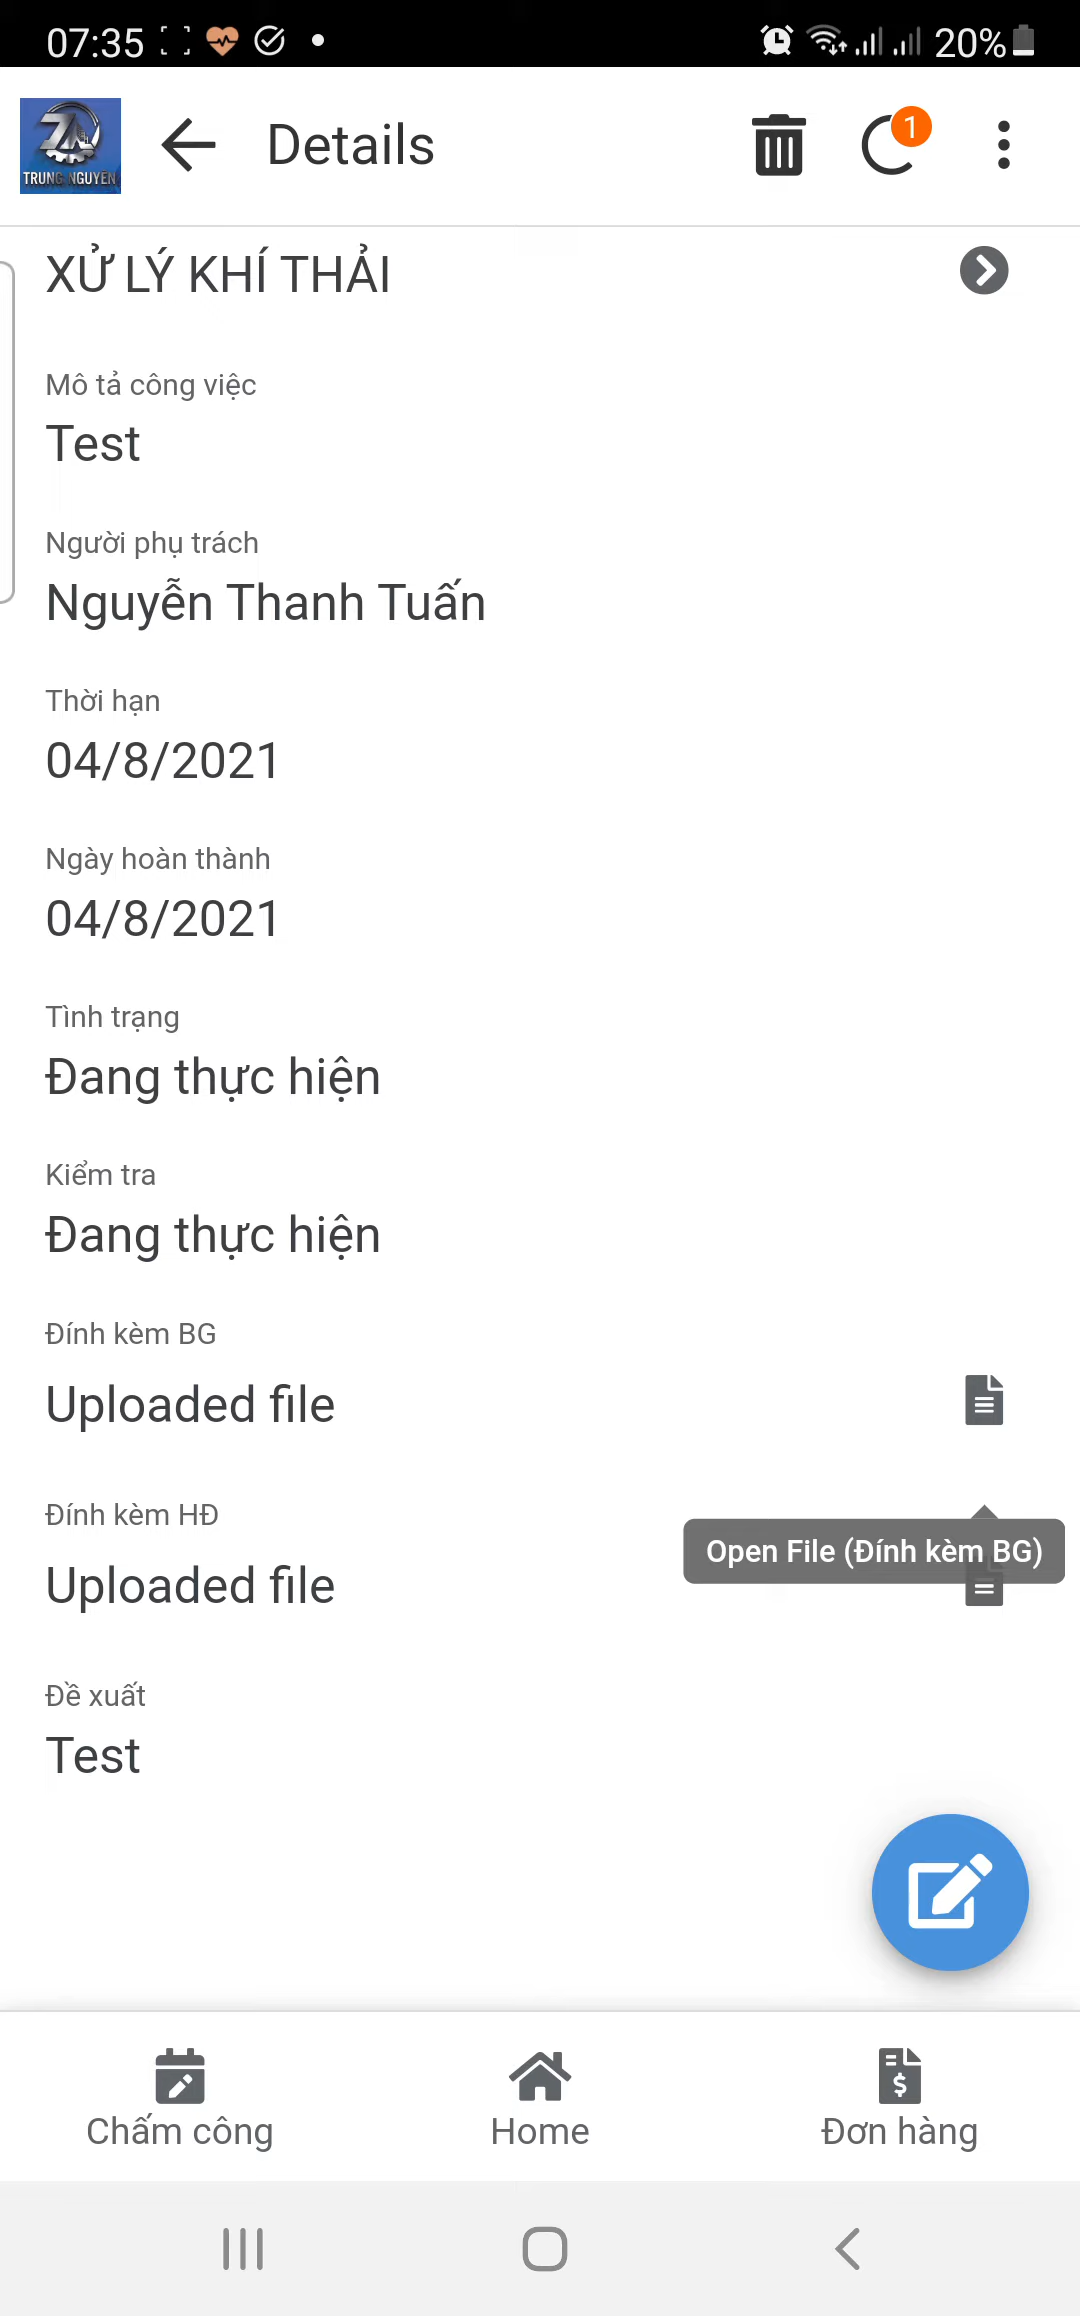 07:35
20%
TRUNG NGUYÊN
Details
1
XỬ LÝ KHÍ THẢI
Mô tả công việc
Test
Người phụ trách
Nguyễn Thanh Tuấn
Thời hạn
04/8/2021
Ngày hoàn thành
04/8/2021
Tình trạng
Đang thực hiện
Kiểm tra
Đang thực hiện
Đính kèm BG
Uploaded file
Đính kèm HĐ
Open File (Đính kèm BG)
Uploaded file
Đề xuất
Test
Chấm công
Home
Đơn hàng